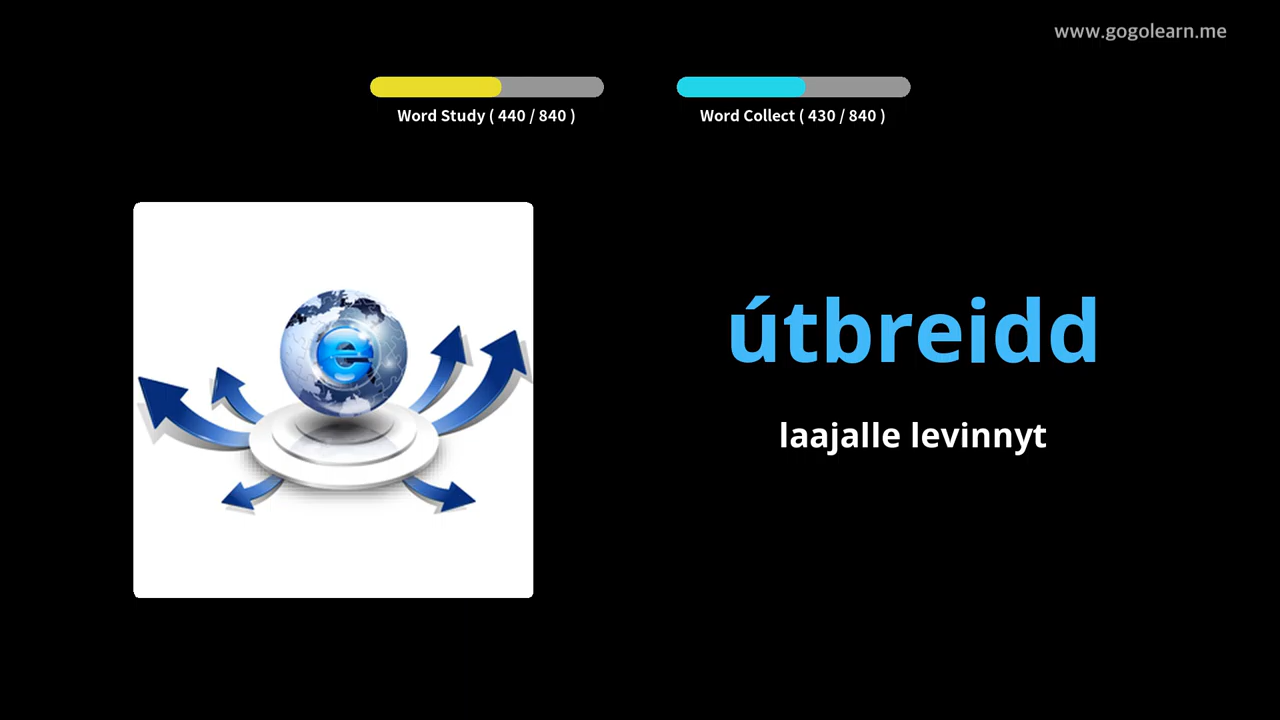 www.gogolearn.me
Word Study ( 440 / 840 )
Word Collect ( 430 / 840 )
e
útbreidd
laajalle levinnyt